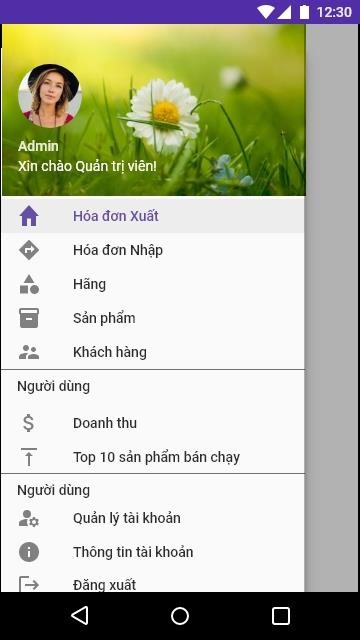 12:30
Admin
Xin chào Quản trị viên!
Hóa đơn Xuất
Hóa đơn Nhập
Hãng
Sản phẩm
Khách hàng
Người dùng
Doanh thu
Top 10 sản phẩm bán chạy
Người dùng
Quản lý tài khoản
Thông tin tài khoản
Đăng xuất